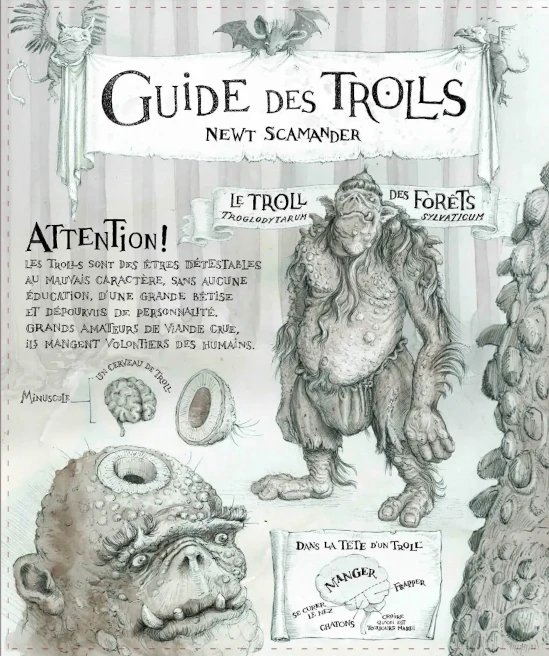 GUIDE DES TROLLS
NEWT SCAMANDER
LE TROLL DES FORÊTS
TROGLODYTARUM SYLVATICUM
ATTENTION!
LES TROLLS SONT DES ÊTRES DÉTESTABLES
AU MAUVAIS CARACTÈRE, SANS AUCUNE
ÉDUCATION, D'UNE GRANDE BÊTISE
ET DÉPOURVUS DE PERSONNALITÉ.
GRANDS AMATEURS DE VIANDE CRUE,
ILS MANGENT VOLONTIERS DES HUMAINS.
UN CERVEAU DE TROLL
MINUSCULE
DANS LA TÊTE D'UN TROLL
MANGER
FRAPPER
SE CURER
LE NEZ
CHATONS
CROIRE
QU'ON EST
TOUJOURS MARDI